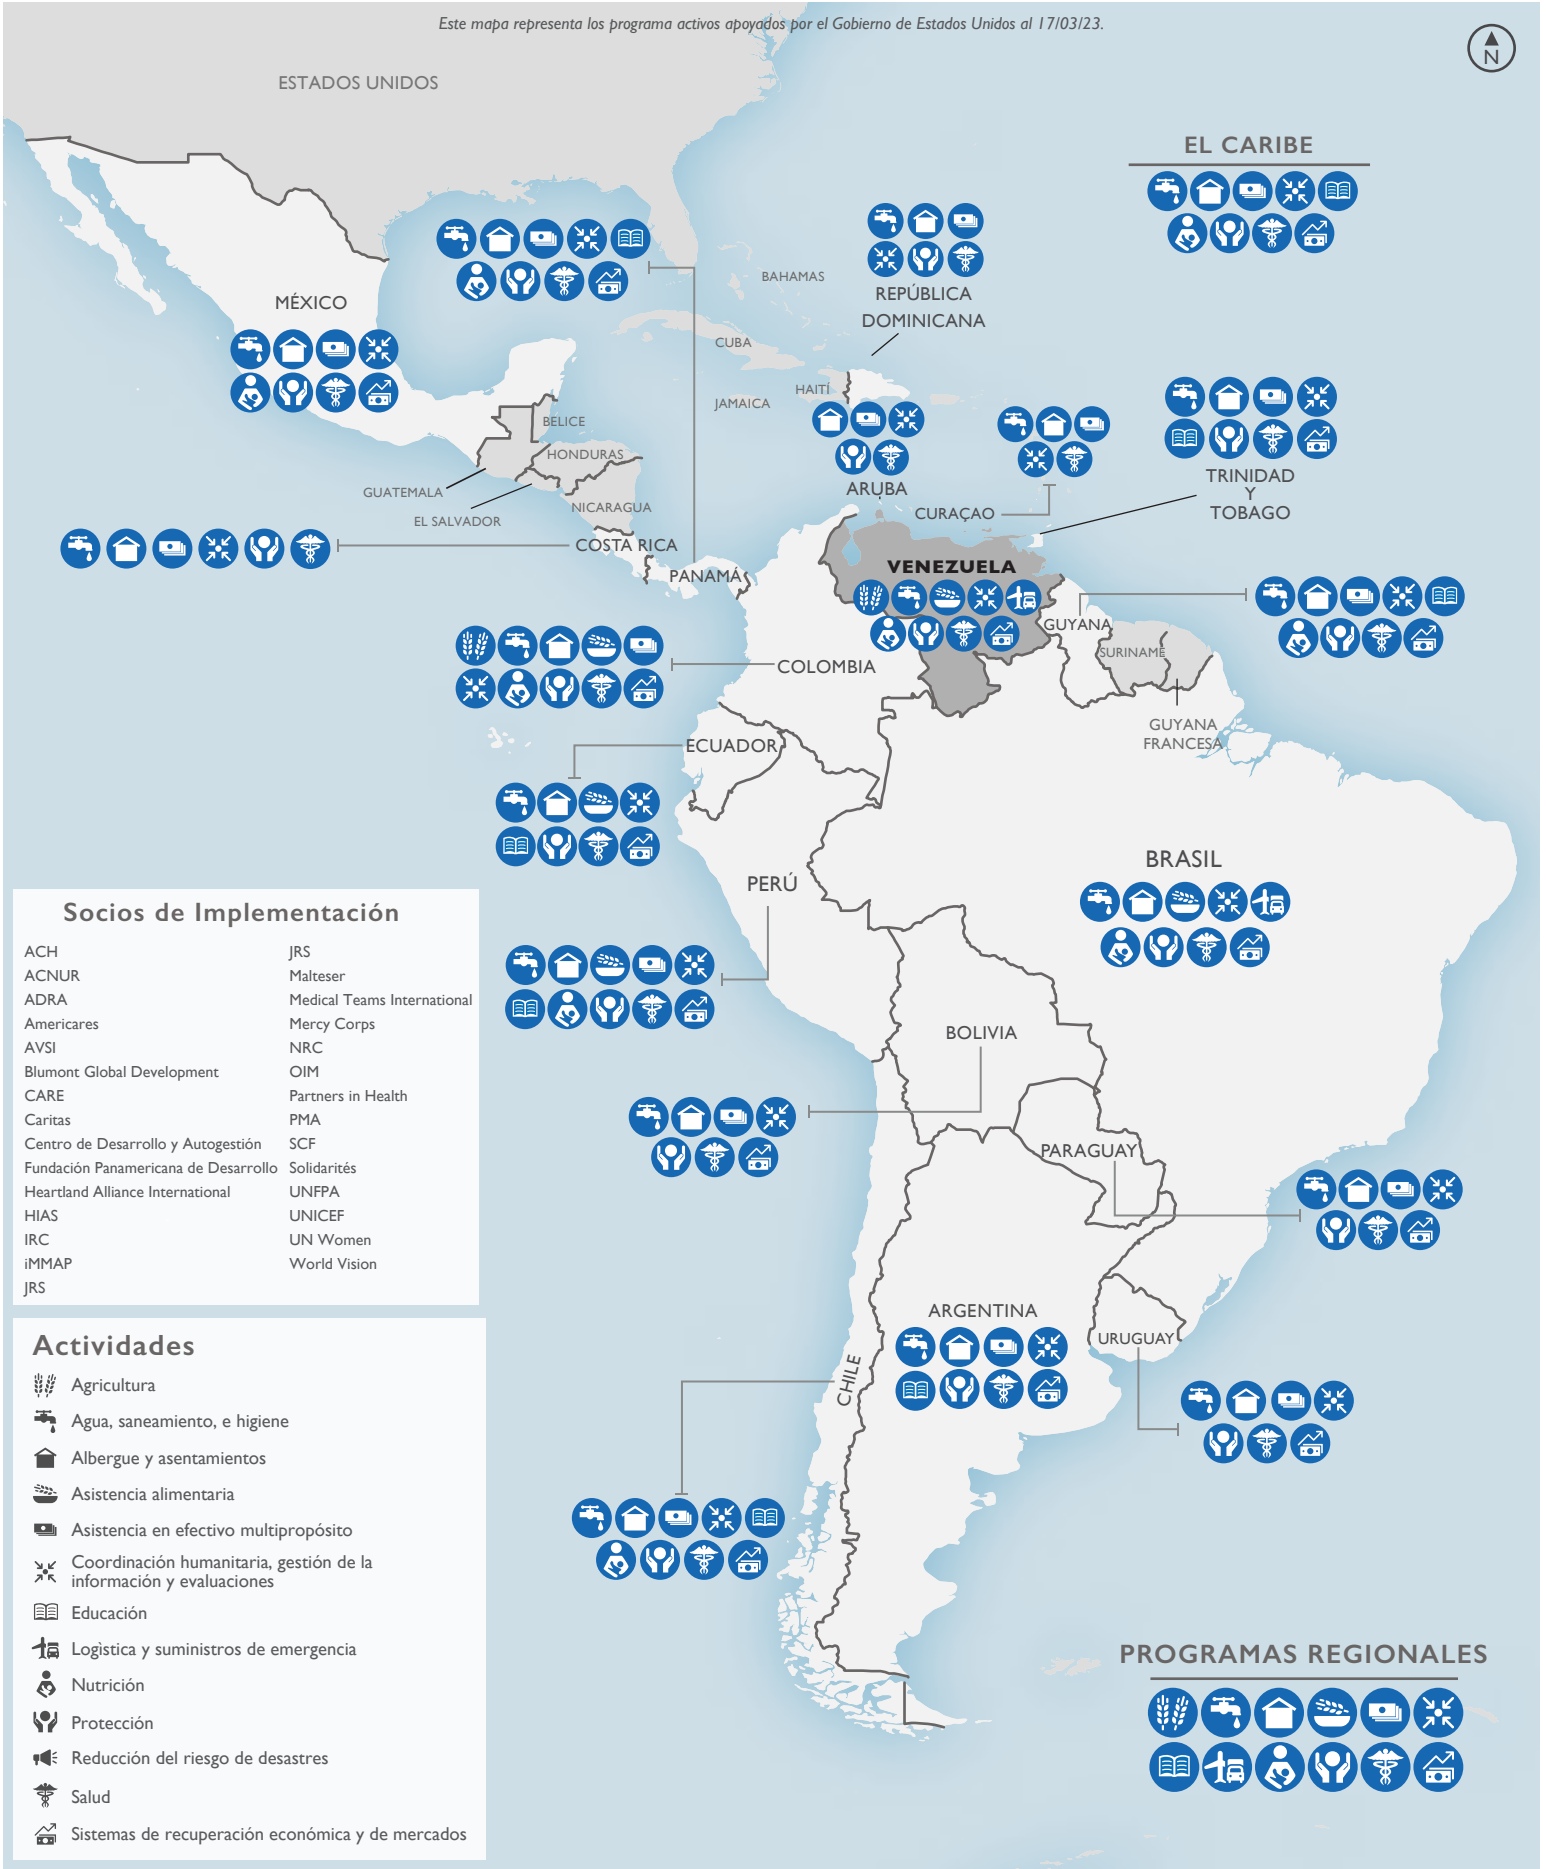 Este mapa representa los programa activos apoyados por el Gobierno de Estados Unidos al 17/03/23.
N
ESTADOS UNIDOS
EL CARIBE
MÉXICO
BAHAMAS
REPÚBLICA
DOMINICANA
CUBA
HAITÍ
JAMAICA
BELICE
HONDURAS
GUATEMALA
EL SALVADOR
NICARAGUA
ARUBA
CURAÇAO
TRINIDAD
Y
TOBAGO
COSTA RICA
PANAMÁ
VENEZUELA
GUYANA
SURINAME
COLOMBIA
GUYANA
FRANCESA
ECUADOR
BRASIL
PERÚ
BOLIVIA
PARAGUAY
ARGENTINA
URUGUAY
CHILE
Socios de Implementación
ACH
ACNUR
ADRA
Americares
AVSI
Blumont Global Development
CARE
Caritas
Centro de Desarrollo y Autogestión
Fundación Panamericana de Desarrollo
Heartland Alliance International
HIAS
IRC
iMMAP
JRS
JRS
Malteser
Medical Teams International
Mercy Corps
NRC
OIM
Partners in Health
PMA
SCF
Solidarités
UNFPA
UNICEF
UN Women
World Vision
Actividades
Agricultura
Agua, saneamiento, e higiene
Albergue y asentamientos
Asistencia alimentaria
Asistencia en efectivo multipropósito
Coordinación humanitaria, gestión de la
información y evaluaciones
Educación
Logìstica y suministros de emergencia
Nutrición
Protección
Reducción del riesgo de desastres
Salud
Sistemas de recuperación económica y de mercados
PROGRAMAS REGIONALES